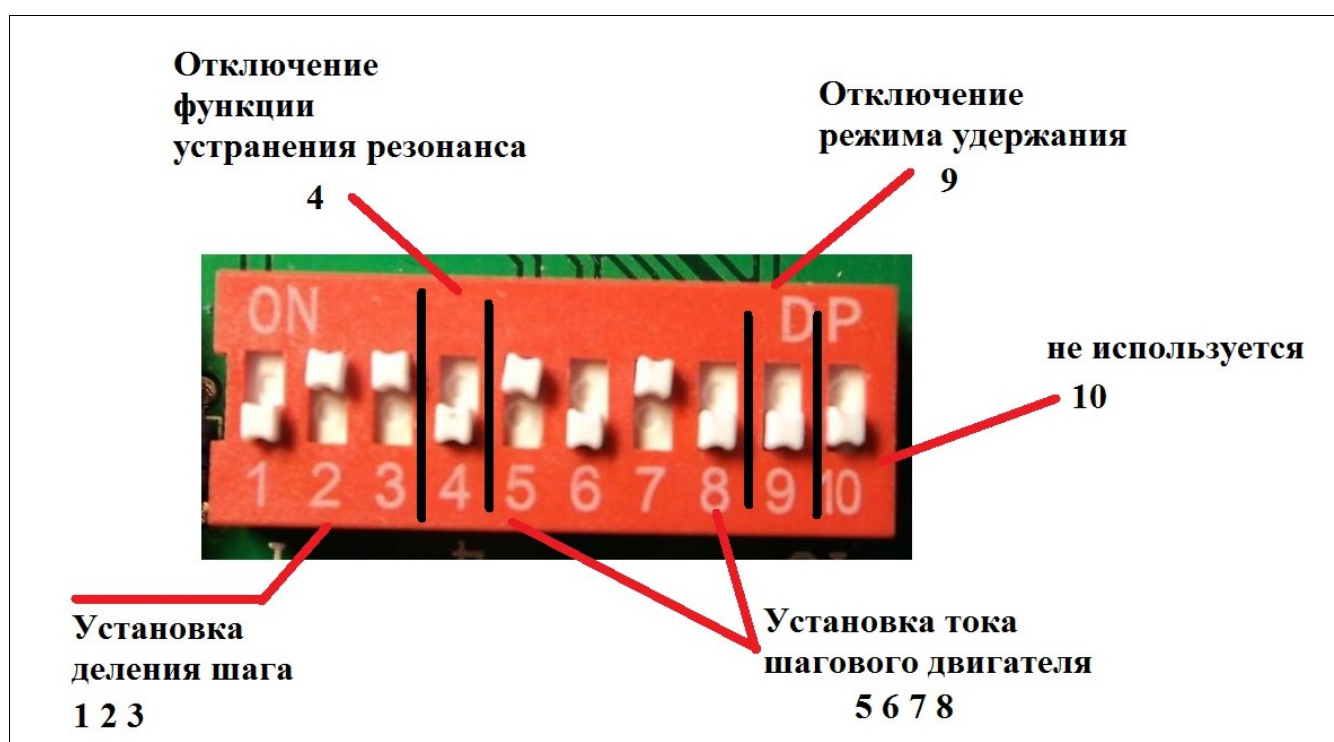 Отключение
функции
устранения резонанса
4
Отключение
режима удержания
9
не используется
10
ON
DP
1 2 3 4 5 6 7 8 9 10
Установка
деления шага
1 2 3
Установка тока
шагового двигателя
5 6 7 8